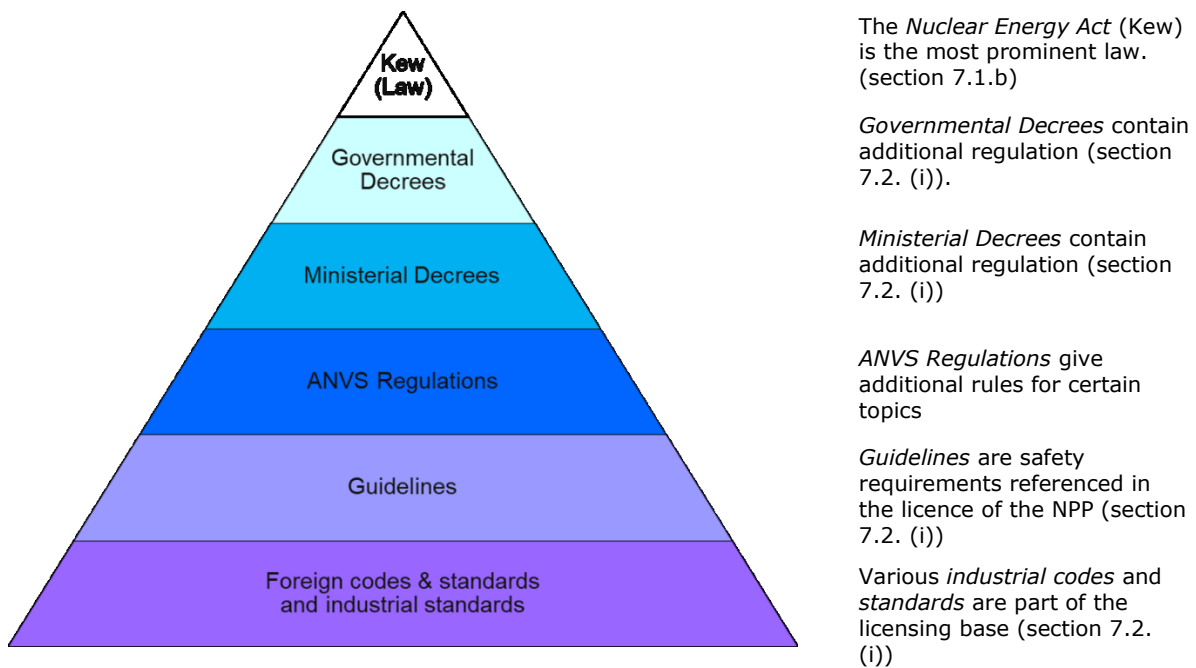 Kew
(Law)
The Nuclear Energy Act (Kew)
is the most prominent law.
(section 7.1.b)
Governmental
Decrees
Governmental Decrees contain
additional regulation (section
7.2. (i)).
Ministerial Decrees
Ministerial Decrees contain
additional regulation (section
7.2. (i))
ANVS Regulations
ANVS Regulations give
additional rules for certain
topics
Guidelines
Guidelines are safety
requirements referenced in
the licence of the NPP (section
7.2. (i))
Foreign codes & standards
and industrial standards
Various industrial codes and
standards are part of the
licensing base (section 7.2.
(i))